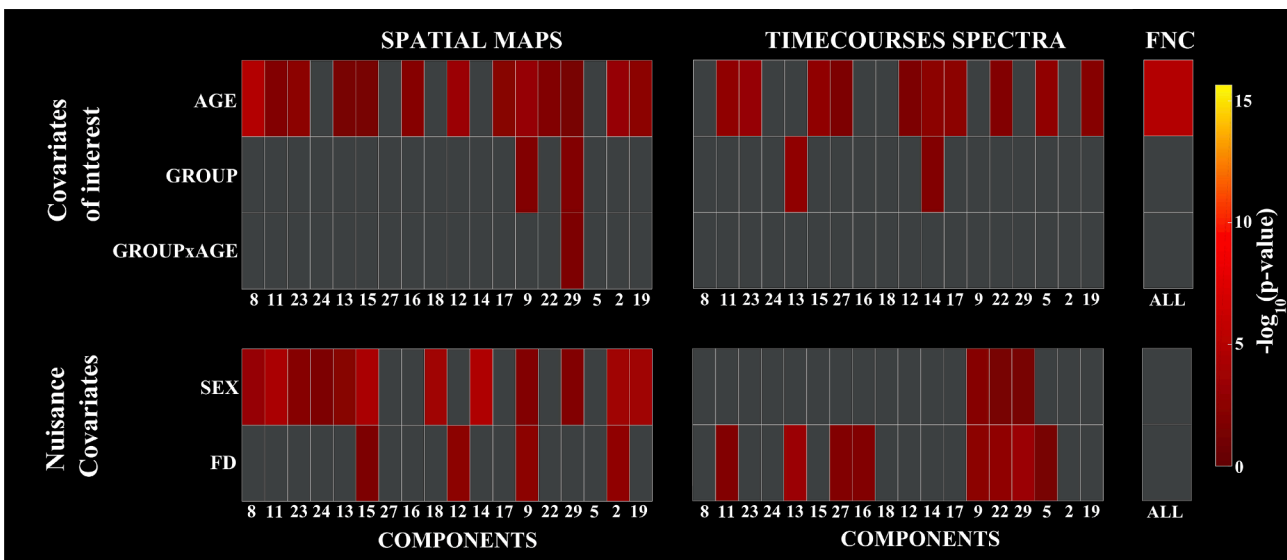 SPATIAL MAPS
TIMECOURSES SPECTRA
FNC
Covariates
of interest
AGE
GROUP
GROUPxAGE
8 11 23 24 13 15 27 16 18 12 14 17 9 22 29 5 2 19
8 11 23 24 13 15 27 16 18 12 14 17 9 22 29 5 2 19
ALL
Nuisance
Covariates
SEX
FD
8 11 23 24 13 15 27 16 18 12 14 17 9 22 29 5 2 19
8 11 23 24 13 15 27 16 18 12 14 17 9 22 29 5 2 19
ALL
COMPONENTS
COMPONENTS
15
10
5
0
-log10(p-value)